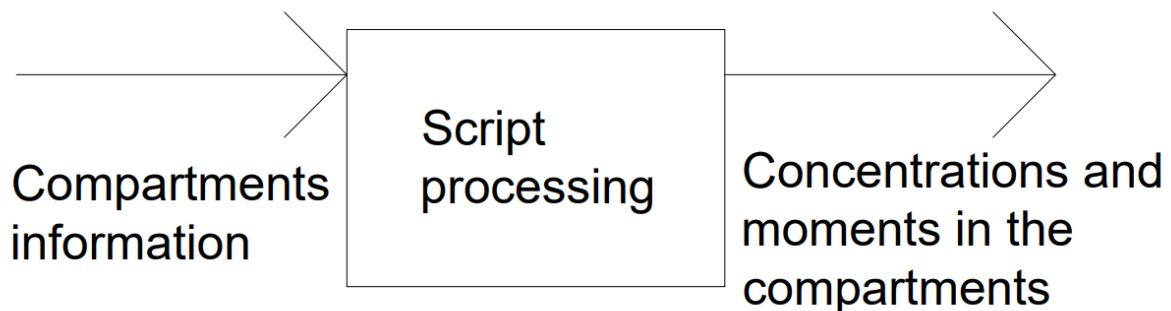 Compartments
information
Script
processing
Concentrations and
moments in the
compartments